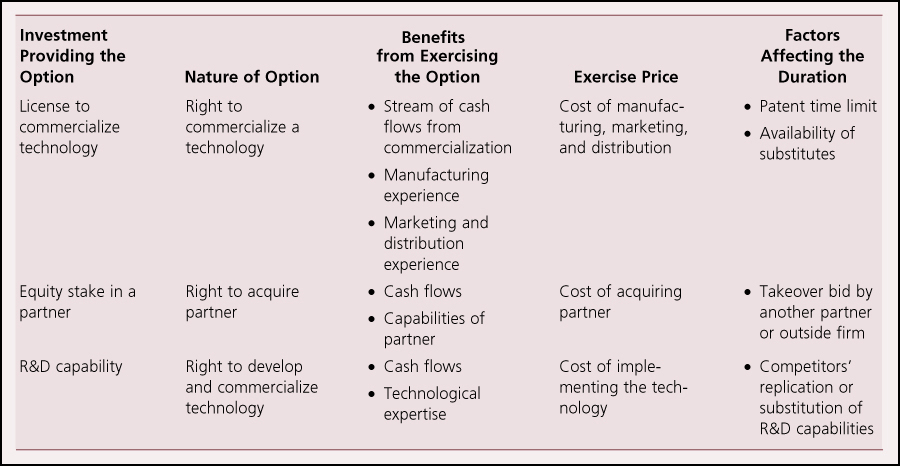 Investment
Providing the
Option
Nature of Option
Benefits
from Exercising
the Option
Exercise Price
Factors
Affecting the
Duration
License to
commercialize
technology
Right to
commercialize a
technology
• Stream of cash
flows from
commercialization
• Manufacturing
experience
• Marketing and
distribution
experience
Cost of manufac-
turing, marketing,
and distribution
• Patent time limit
• Availability of
substitutes
Equity stake in a
partner
Right to acquire
partner
• Cash flows
• Capabilities of
partner
Cost of acquiring
partner
• Takeover bid by
another partner
or outside firm
R&D capability
Right to develop
and commercialize
technology
• Cash flows
• Technological
expertise
Cost of imple-
menting the tech-
nology
• Competitors’
replication or
substitution of
R&D capabilities